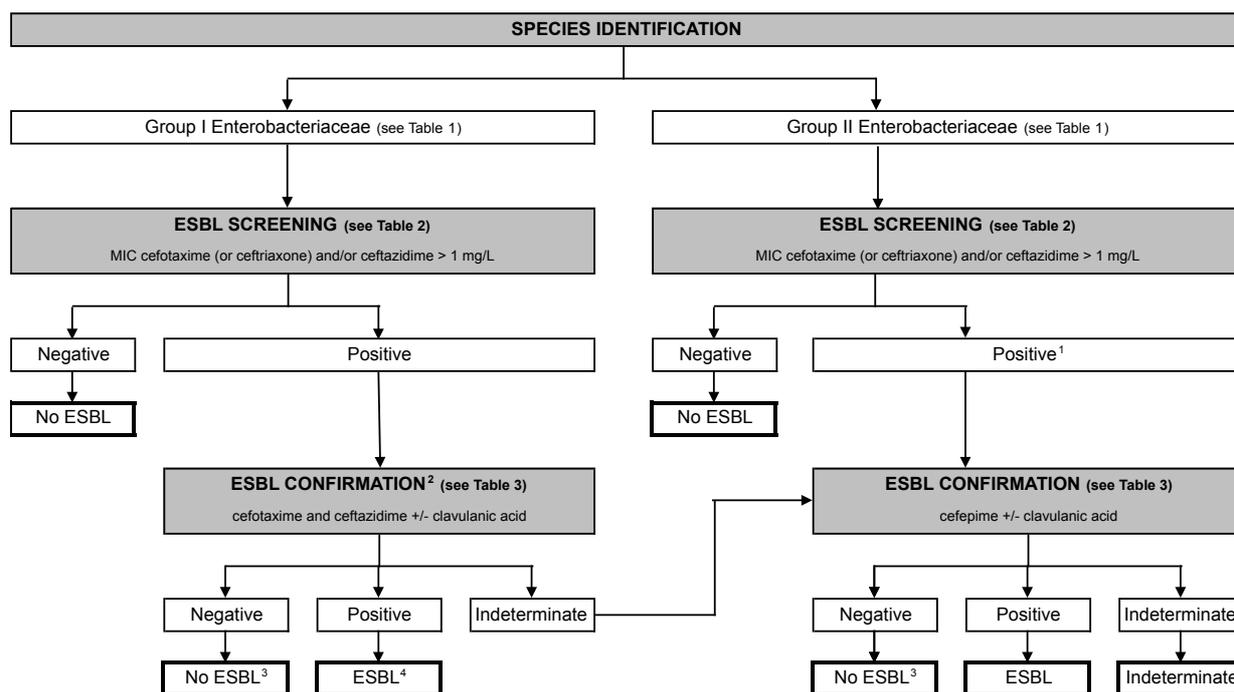 SPECIES IDENTIFICATION
Group I Enterobacteriaceae (see Table 1)
Group II Enterobacteriaceae (see Table 1)
ESBL SCREENING (see Table 2)
MIC cefotaxime (or ceftriaxone) and/or ceftazidime > 1 mg/L
ESBL SCREENING (see Table 2)
MIC cefotaxime (or ceftriaxone) and/or ceftazidime > 1 mg/L
Negative
Positive
Negative
Positive¹
No ESBL
No ESBL
ESBL CONFIRMATION² (see Table 3)
cefotaxime and ceftazidime +/- clavulanic acid
ESBL CONFIRMATION (see Table 3)
cefepime +/- clavulanic acid
Negative
Positive
Indeterminate
Negative
Positive
Indeterminate
No ESBL³
ESBL⁴
No ESBL³
ESBL
Indeterminate